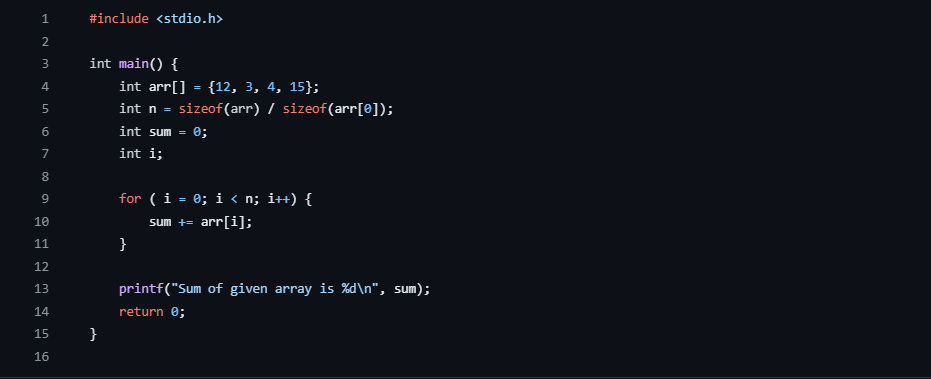 1 #include <stdio.h>
2
3 int main() {
4 int arr[] = {12, 3, 4, 15};
5 int n = sizeof(arr) / sizeof(arr[0]);
6 int sum = 0;
7 int i;
8
9 for ( i = 0; i < n; i++) {
10 sum += arr[i];
11 }
12
13 printf("Sum of given array is %d\n", sum);
14 return 0;
15 }
16